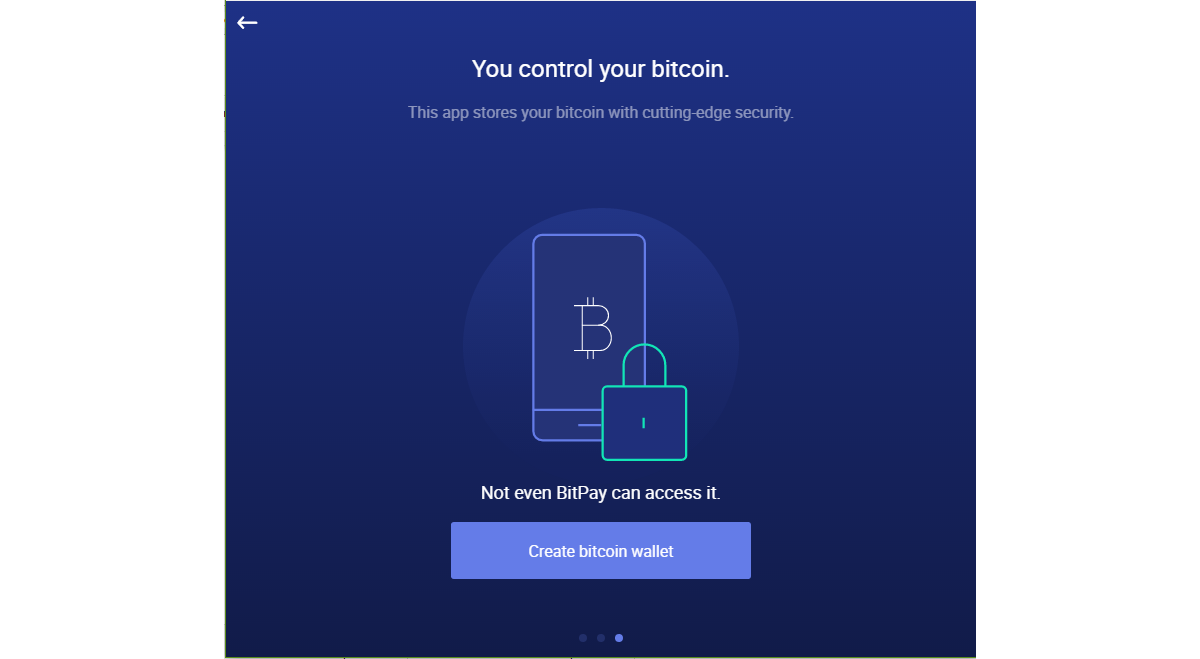 You control your bitcoin.
This app stores your bitcoin with cutting-edge security.
Not even BitPay can access it.
Create bitcoin wallet